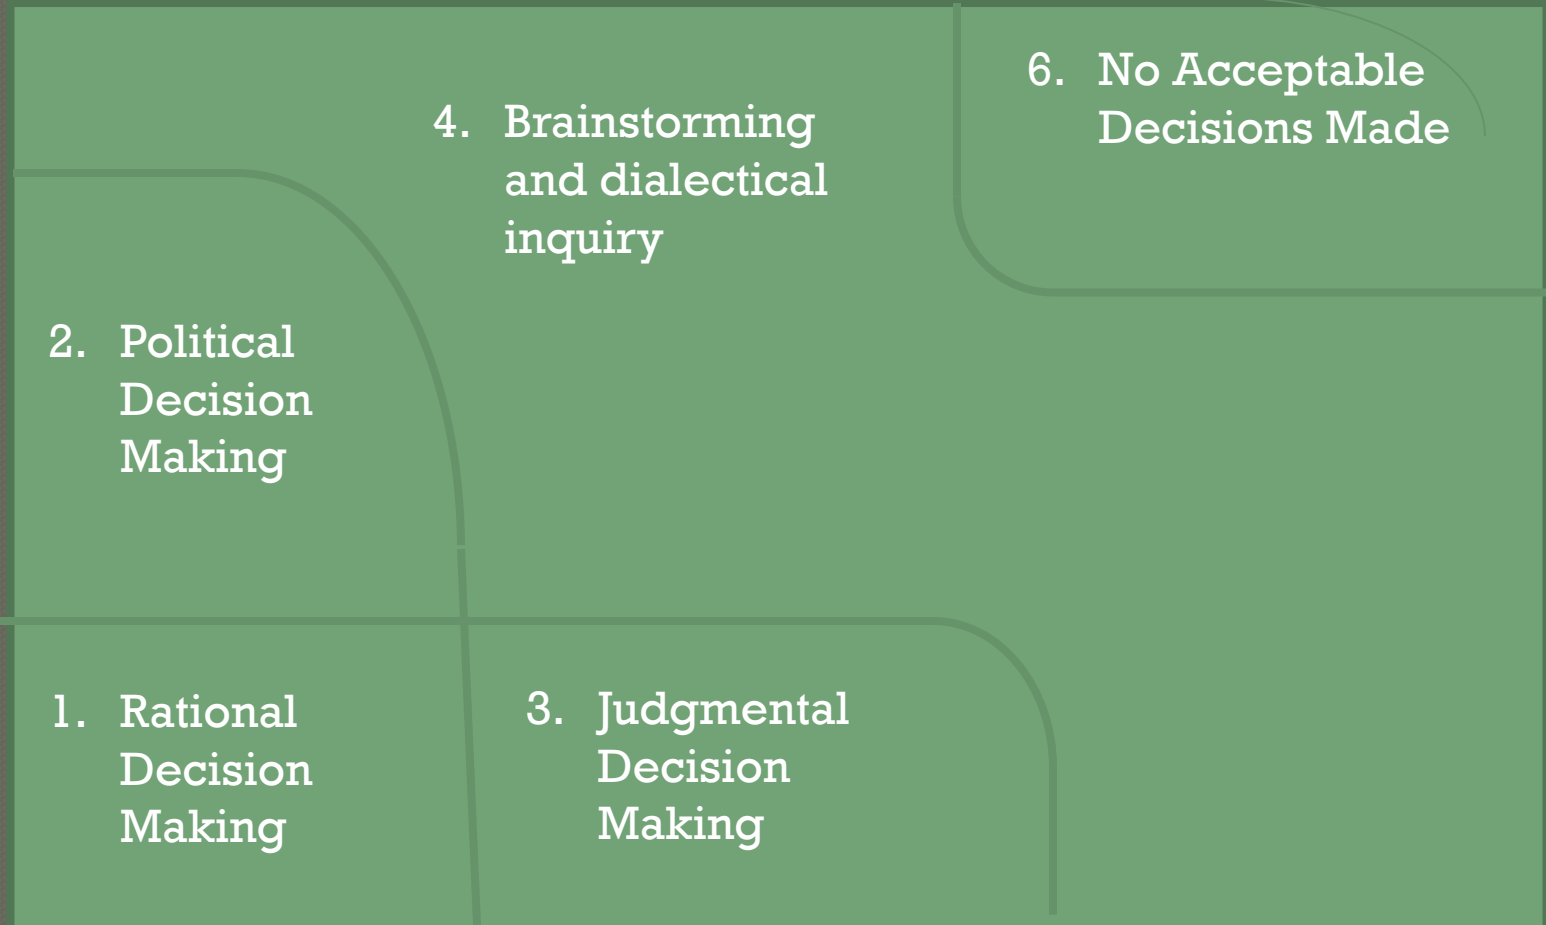 6. No Acceptable
Decisions Made
4. Brainstorming
and dialectical
inquiry
2. Political
Decision
Making
1. Rational
Decision
Making
3. Judgmental
Decision
Making